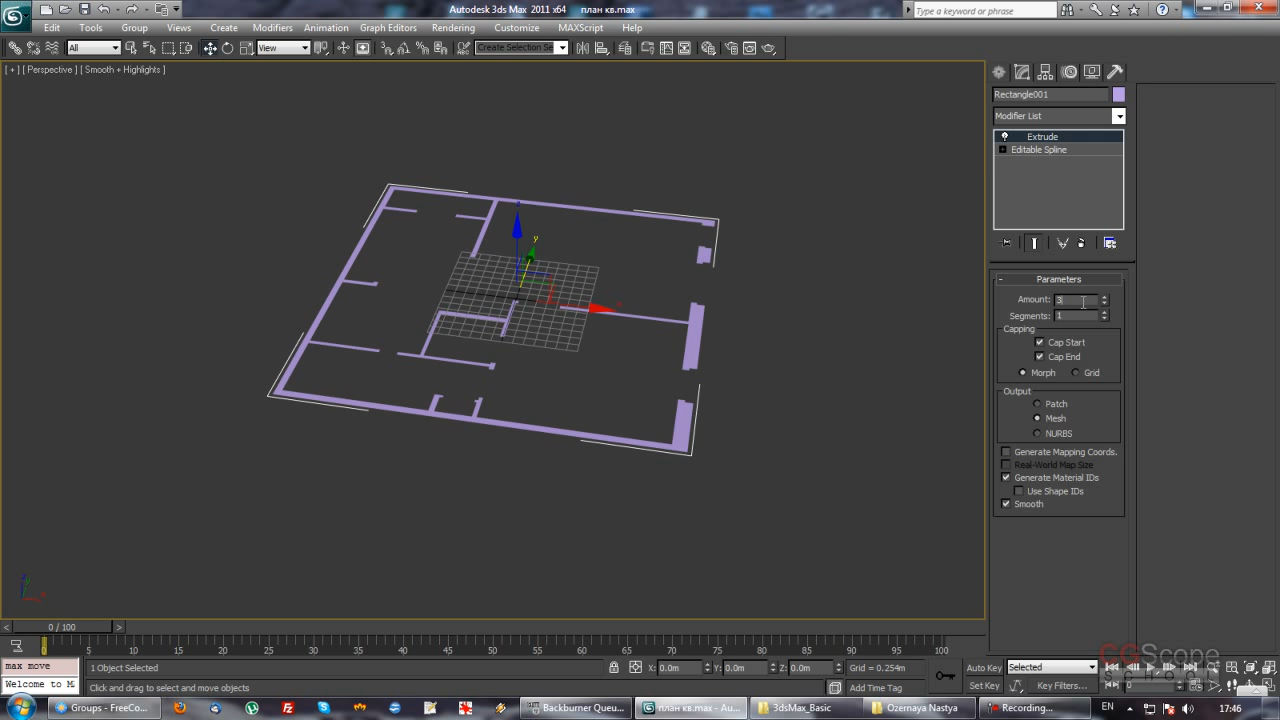 Autodesk 3ds Max 2011 x64 план кв.max
Type a keyword or phrase
Edit Tools Group Views Create Modifiers Animation Graph Editors Rendering Customize MAXScript Help
All View Create Selection Se
[ + ] [ Perspective ] [ Smooth + Highlights ]
Rectangle001
Modifier List
Extrude
Editable Spline
Parameters
Amount: 3
Segments: 1
Capping
Cap Start
Cap End
Morph Grid
Output
Patch
Mesh
NURBS
Generate Mapping Coords.
Real-World Map Size
Generate Material IDs
Use Shape IDs
Smooth
y
0 / 100
0 5 10 15 20 25 30 35 40 45 50 55 60 65 70 75 80 85 90 95 100
max move 1 Object Selected X: 0.0m Y: 0.0m Z: 0.0m Grid = 0.254m Auto Key Selected
Welcome to M Click and drag to select and move objects Add Time Tag Set Key Key Filters... 0
CGScope
school
Groups - FreeCo... Backburner Queu... план кв.max - Au... 3dsMax_Basic Ozernaya Nastya Recording... EN 17:46